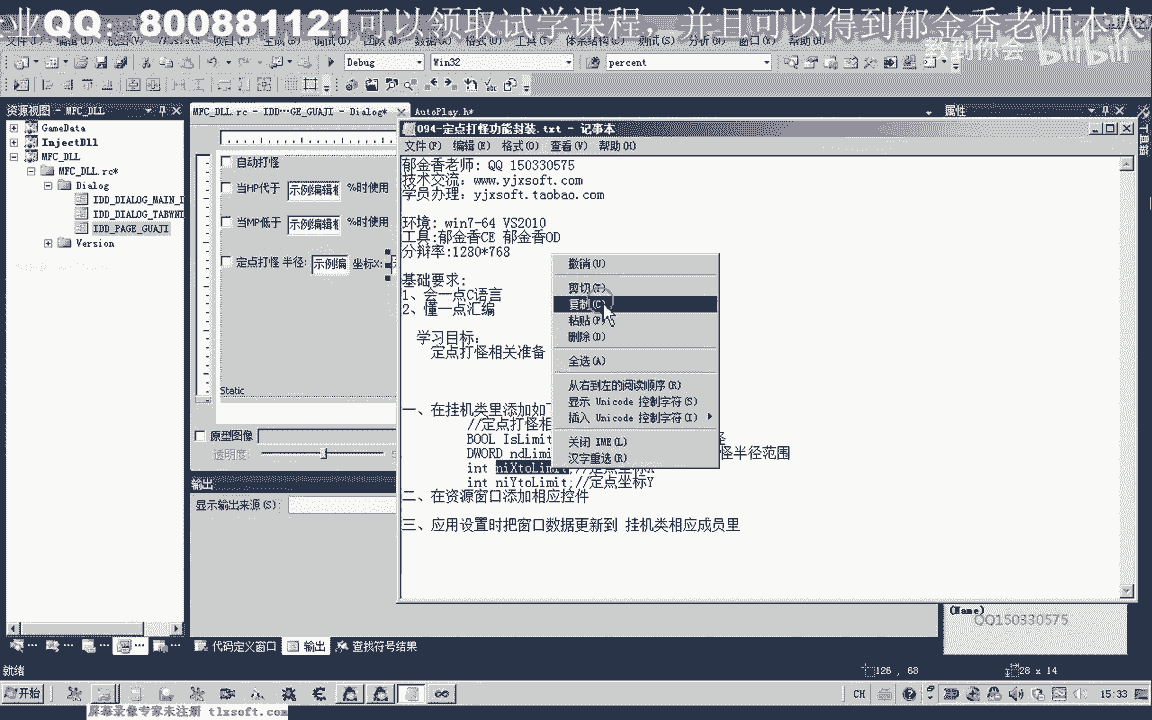 业QQ：800881121可以领取试学课程，并且可以得到郁金香老师本人
教到你会 bilibili
Debug
Win32
percent
资源视图 - MFC_DLL
MFC_DLL.rc - IDD···GE_GUAJI - Dialog*
AutoPlay.h*
属性
GameData
InjectDll
MFC_DLL
MFC_DLL.rc*
Dialog
IDD_DIALOG_MAIN_D
IDD_DIALOG_TABWND
IDD_PAGE_GUAJI
Version
自动打怪
当MP代于 示例编辑框 %时使用
当MP低于 示例编辑框 %时使用
定点打怪 半径: 示例编 坐标X:
Static
原型图像
透明度:
输出
显示输出来源(S):
094-定点打怪功能封装.txt - 记事本
文件(F) 编辑(E) 格式(O) 查看(V) 帮助(H)
郁金香老师: QQ 150330575
技术交流: www.yjxsoft.com
学员办理: yjxsoft.taobao.com
环境: win7-64 VS2010
工具:郁金香CE 郁金香OD
分辩率:1280*768
基础要求:
1、会一点C语言
2、懂一点汇编
学习目标:
定点打怪相关准备
一、在挂机类里添加如
//定点打怪相
BOOL IsLimit
DWORD ndLimi
怪半径范围
int niXtoLimit;//定点坐标X
int niYtoLimit;//定点坐标Y
二、在资源窗口添加相应控件
三、应用设置时把窗口数据更新到 挂机类相应成员里
撤消(U)
剪切(T)
复制(C)
粘贴(P)
删除(D)
全选(A)
从右到左的阅读顺序(R)
显示 Unicode 控制字符(S)
插入 Unicode 控制字符(I)
关闭 IME(L)
汉字重选(R)
(Name)
QQ150330575
代码定义窗口 输出 查找符号结果
就绪
126, 68
28 x 14
开始
CH
15:33
屏幕录像专家未注册 tlxsoft.com